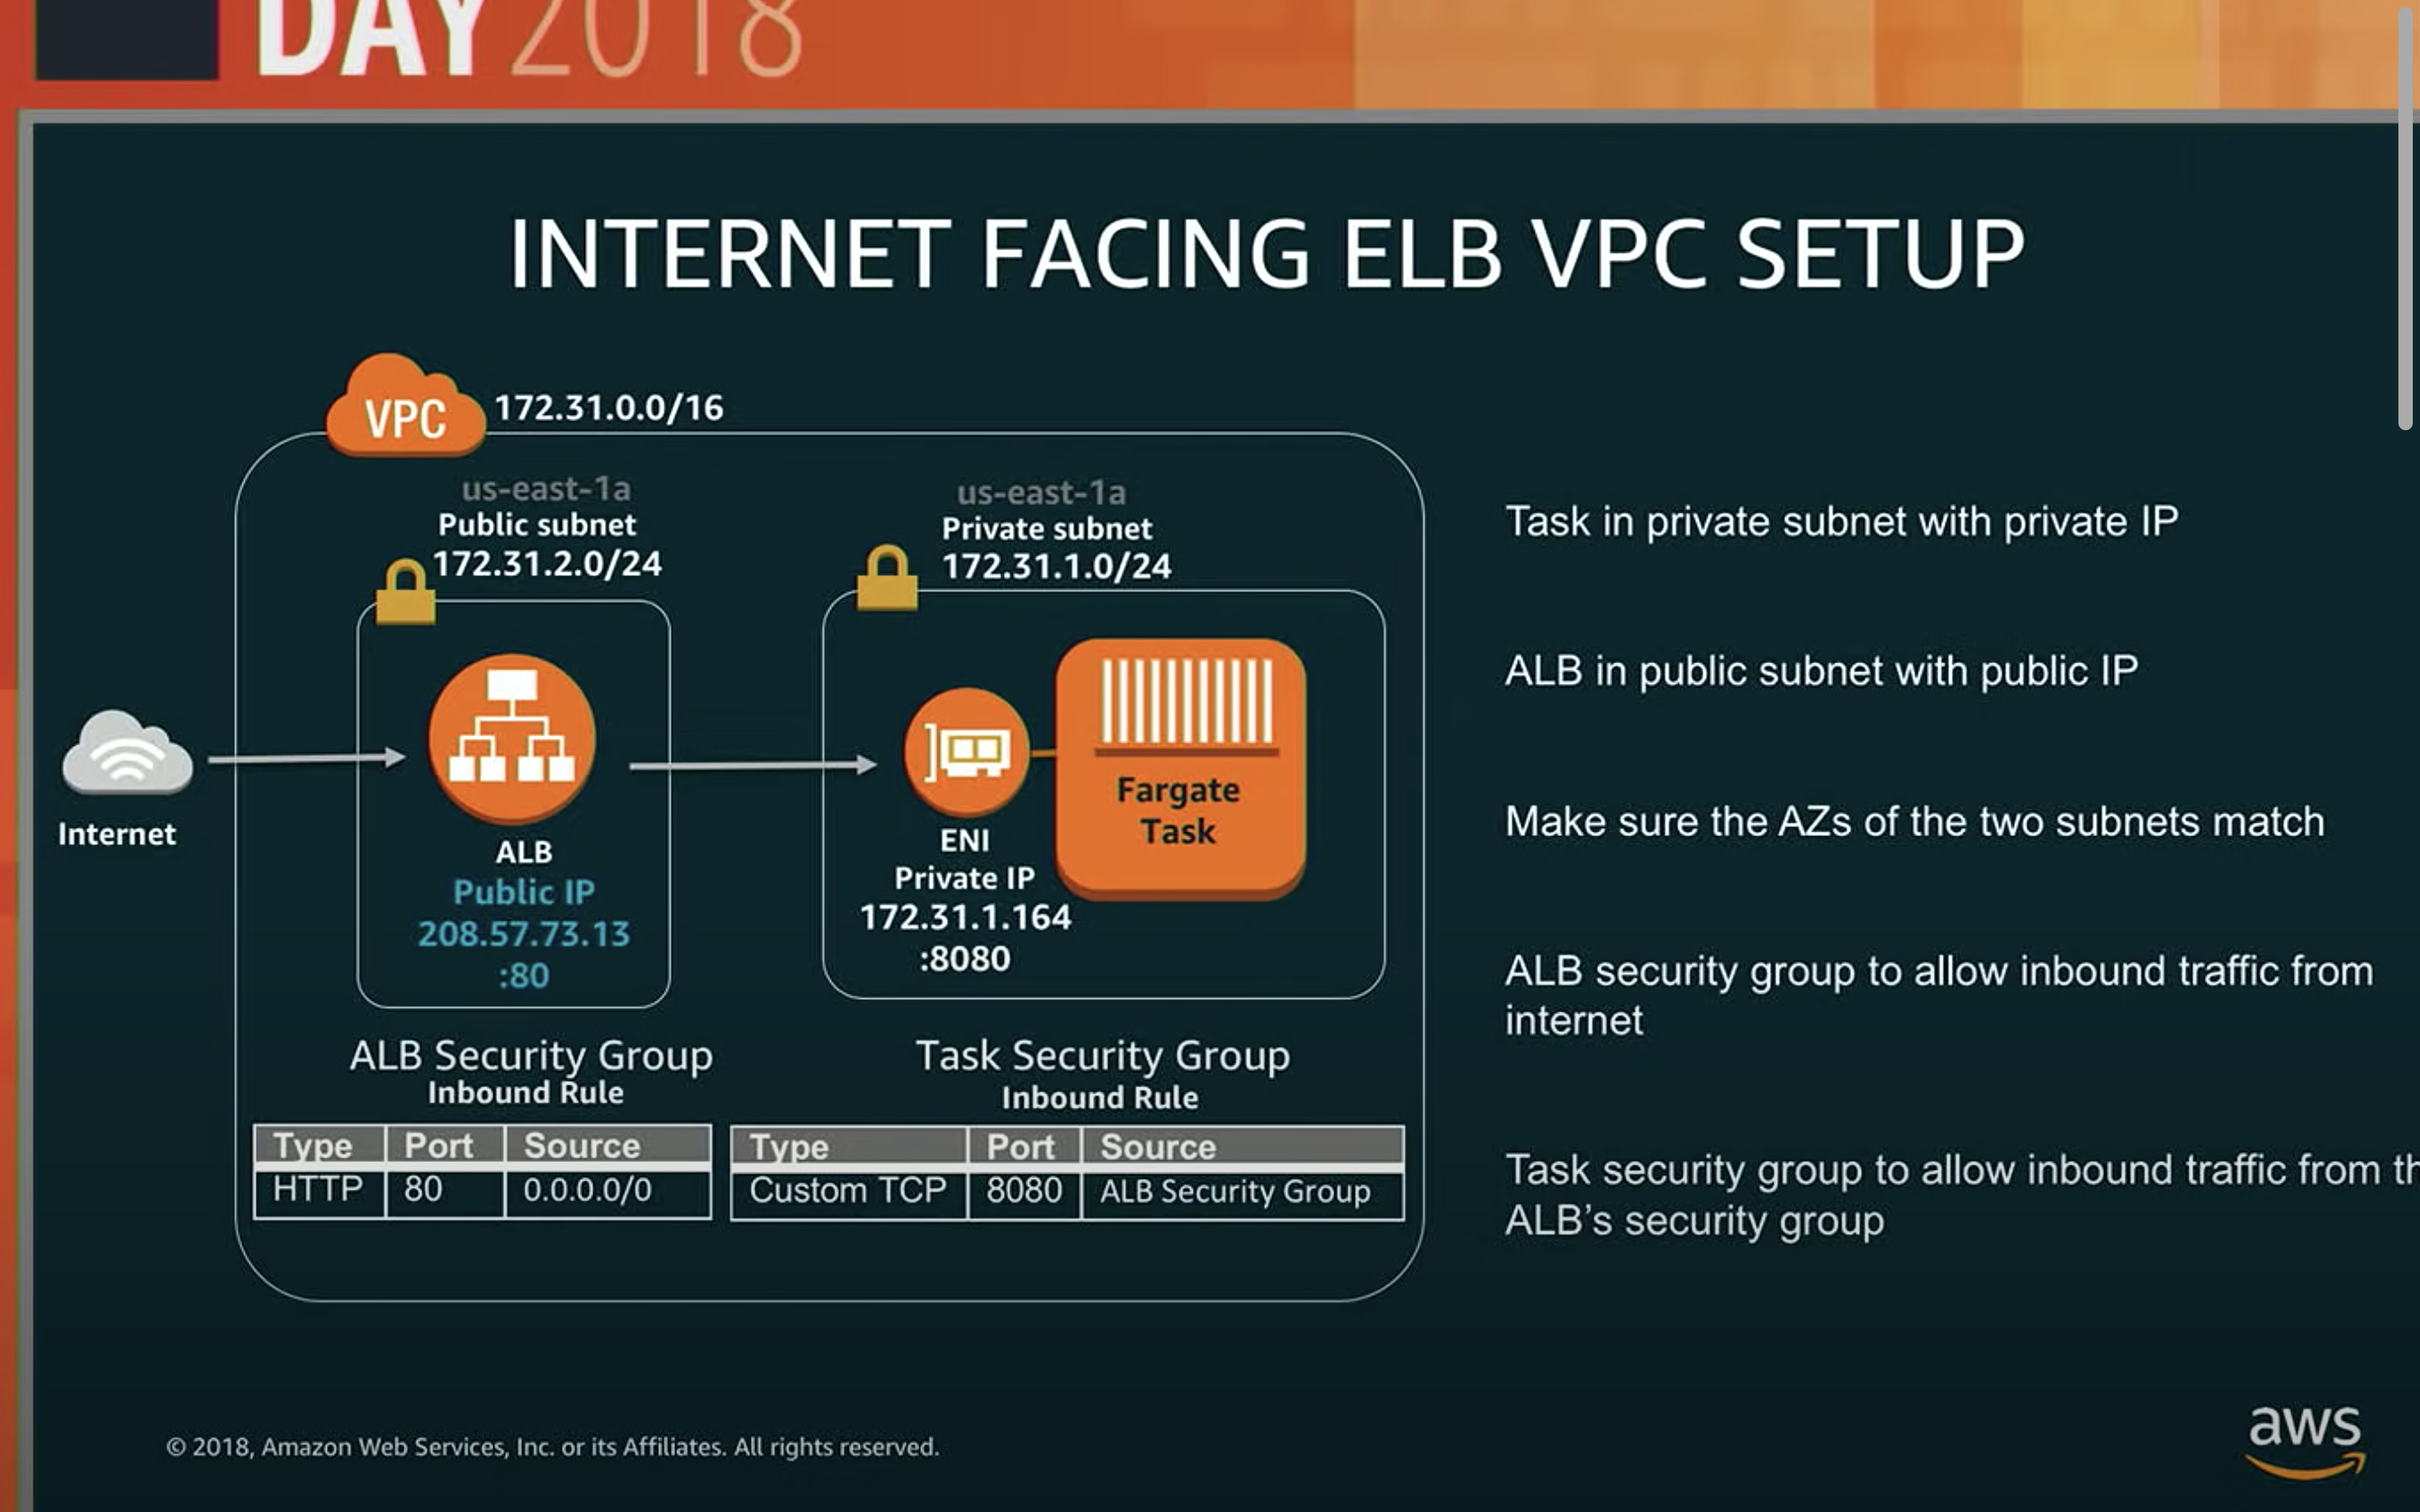 DAY2018
INTERNET FACING ELB VPC SETUP
VPC
172.31.0.0/16
us-east-1a
Public subnet
172.31.2.0/24
us-east-1a
Private subnet
172.31.1.0/24
Internet
ALB
Public IP
208.57.73.13
:80
ENI
Private IP
172.31.1.164
:8080
Fargate
Task
ALB Security Group
Inbound Rule
Type Port Source
HTTP 80 0.0.0.0/0
Task Security Group
Inbound Rule
Type Port Source
Custom TCP 8080 ALB Security Group
Task in private subnet with private IP
ALB in public subnet with public IP
Make sure the AZs of the two subnets match
ALB security group to allow inbound traffic from
internet
Task security group to allow inbound traffic from
ALB’s security group
© 2018, Amazon Web Services, Inc. or its Affiliates. All rights reserved.
aws